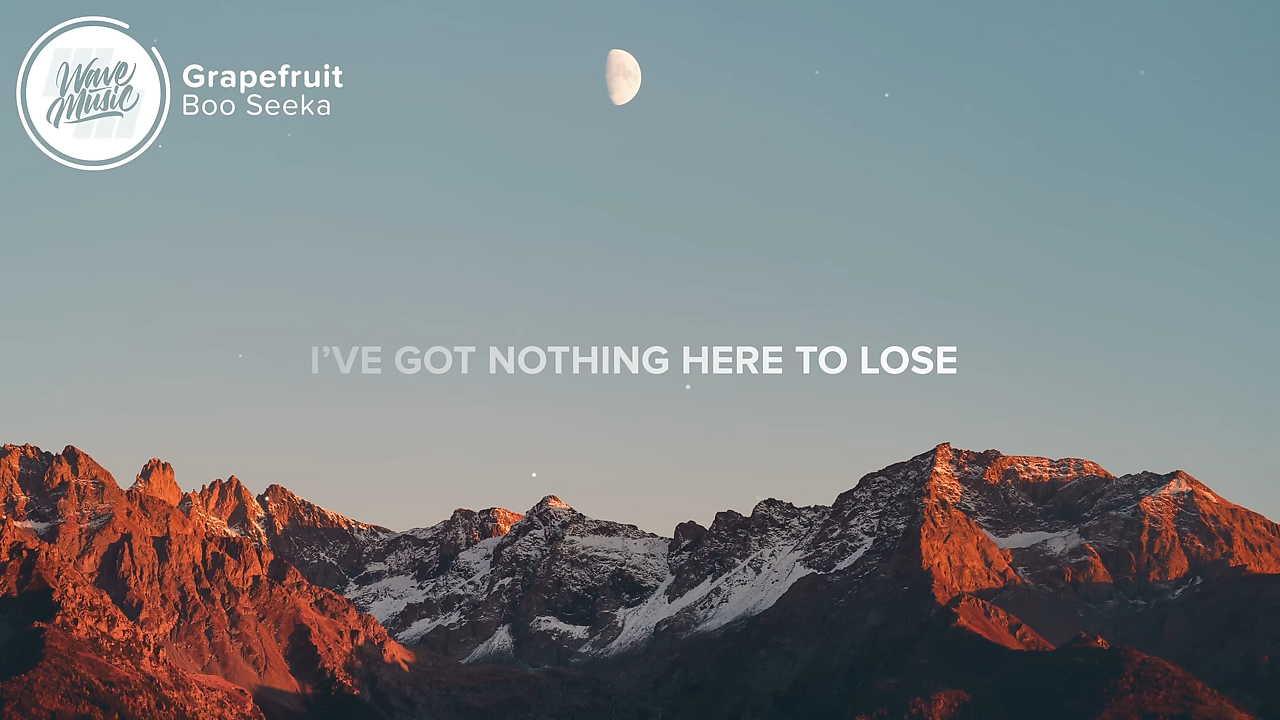 Wave
Music
Grapefruit
Boo Seeka
I'VE GOT NOTHING HERE TO LOSE